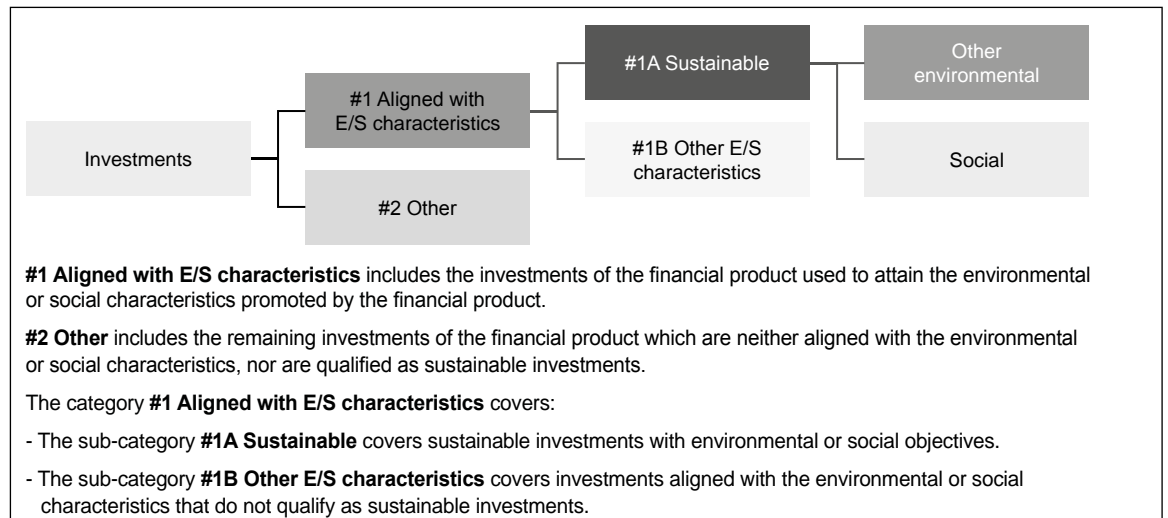 Investments
#1 Aligned with
E/S characteristics
#2 Other
#1A Sustainable
#1B Other E/S
characteristics
Other
environmental
Social
#1 Aligned with E/S characteristics includes the investments of the financial product used to attain the environmental
or social characteristics promoted by the financial product.
#2 Other includes the remaining investments of the financial product which are neither aligned with the environmental
or social characteristics, nor are qualified as sustainable investments.
The category #1 Aligned with E/S characteristics covers:
- The sub-category #1A Sustainable covers sustainable investments with environmental or social objectives.
- The sub-category #1B Other E/S characteristics covers investments aligned with the environmental or social
characteristics that do not qualify as sustainable investments.